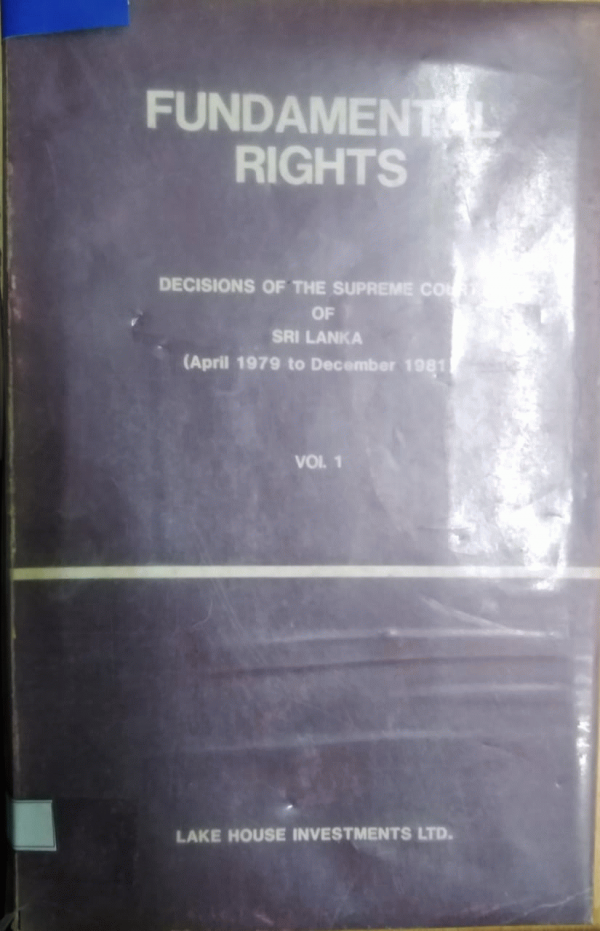 FUNDAMENTAL
RIGHTS
DECISIONS OF THE SUPREME COURT
OF
SRI LANKA
(April 1979 to December 1981)
VOl. 1
LAKE HOUSE INVESTMENTS LTD.